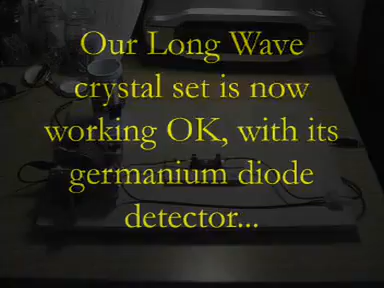 Our Long Wave
crystal set is now
working OK, with its
germanium diode
detector...